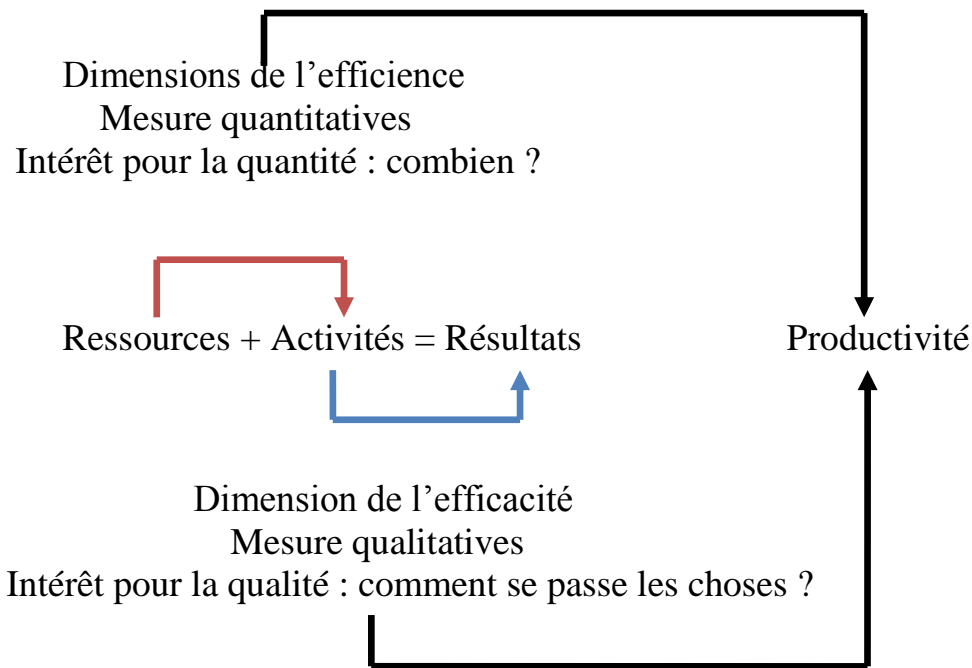 Dimensions de l’efficience
Mesure quantitatives
Intérêt pour la quantité : combien ?
Ressources + Activités = Résultats
Productivité
Dimension de l’efficacité
Mesure qualitatives
Intérêt pour la qualité : comment se passe les choses ?